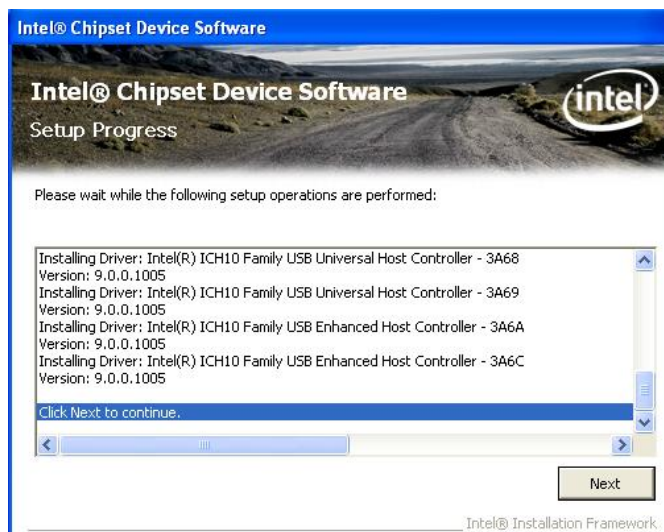 Intel® Chipset Device Software
Intel® Chipset Device Software
intel
Setup Progress
Please wait while the following setup operations are performed:
Installing Driver: Intel(R) ICH10 Family USB Universal Host Controller - 3A68
Version: 9.0.0.1005
Installing Driver: Intel(R) ICH10 Family USB Universal Host Controller - 3A69
Version: 9.0.0.1005
Installing Driver: Intel(R) ICH10 Family USB Enhanced Host Controller - 3A6A
Version: 9.0.0.1005
Installing Driver: Intel(R) ICH10 Family USB Enhanced Host Controller - 3A6C
Version: 9.0.0.1005
Click Next to continue.
Next
Intel® Installation Framework